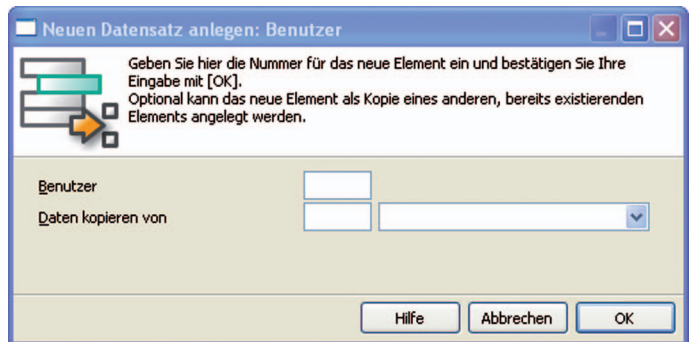 Neuen Datensatz anlegen: Benutzer
Geben Sie hier die Nummer für das neue Element ein und bestätigen Sie Ihre
Eingabe mit [OK].
Optional kann das neue Element als Kopie eines anderen, bereits existierenden
Elements angelegt werden.
Benutzer
Daten kopieren von
Hilfe
Abbrechen
OK